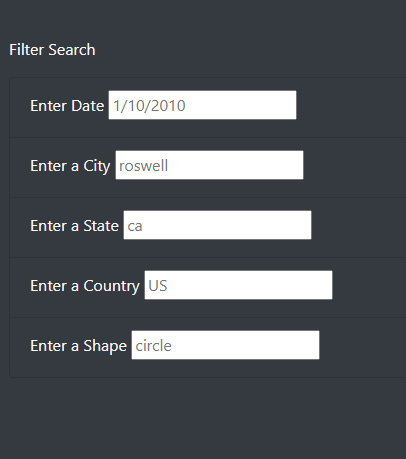 Filter Search
Enter Date 1/10/2010
Enter a City roswell
Enter a State ca
Enter a Country US
Enter a Shape circle